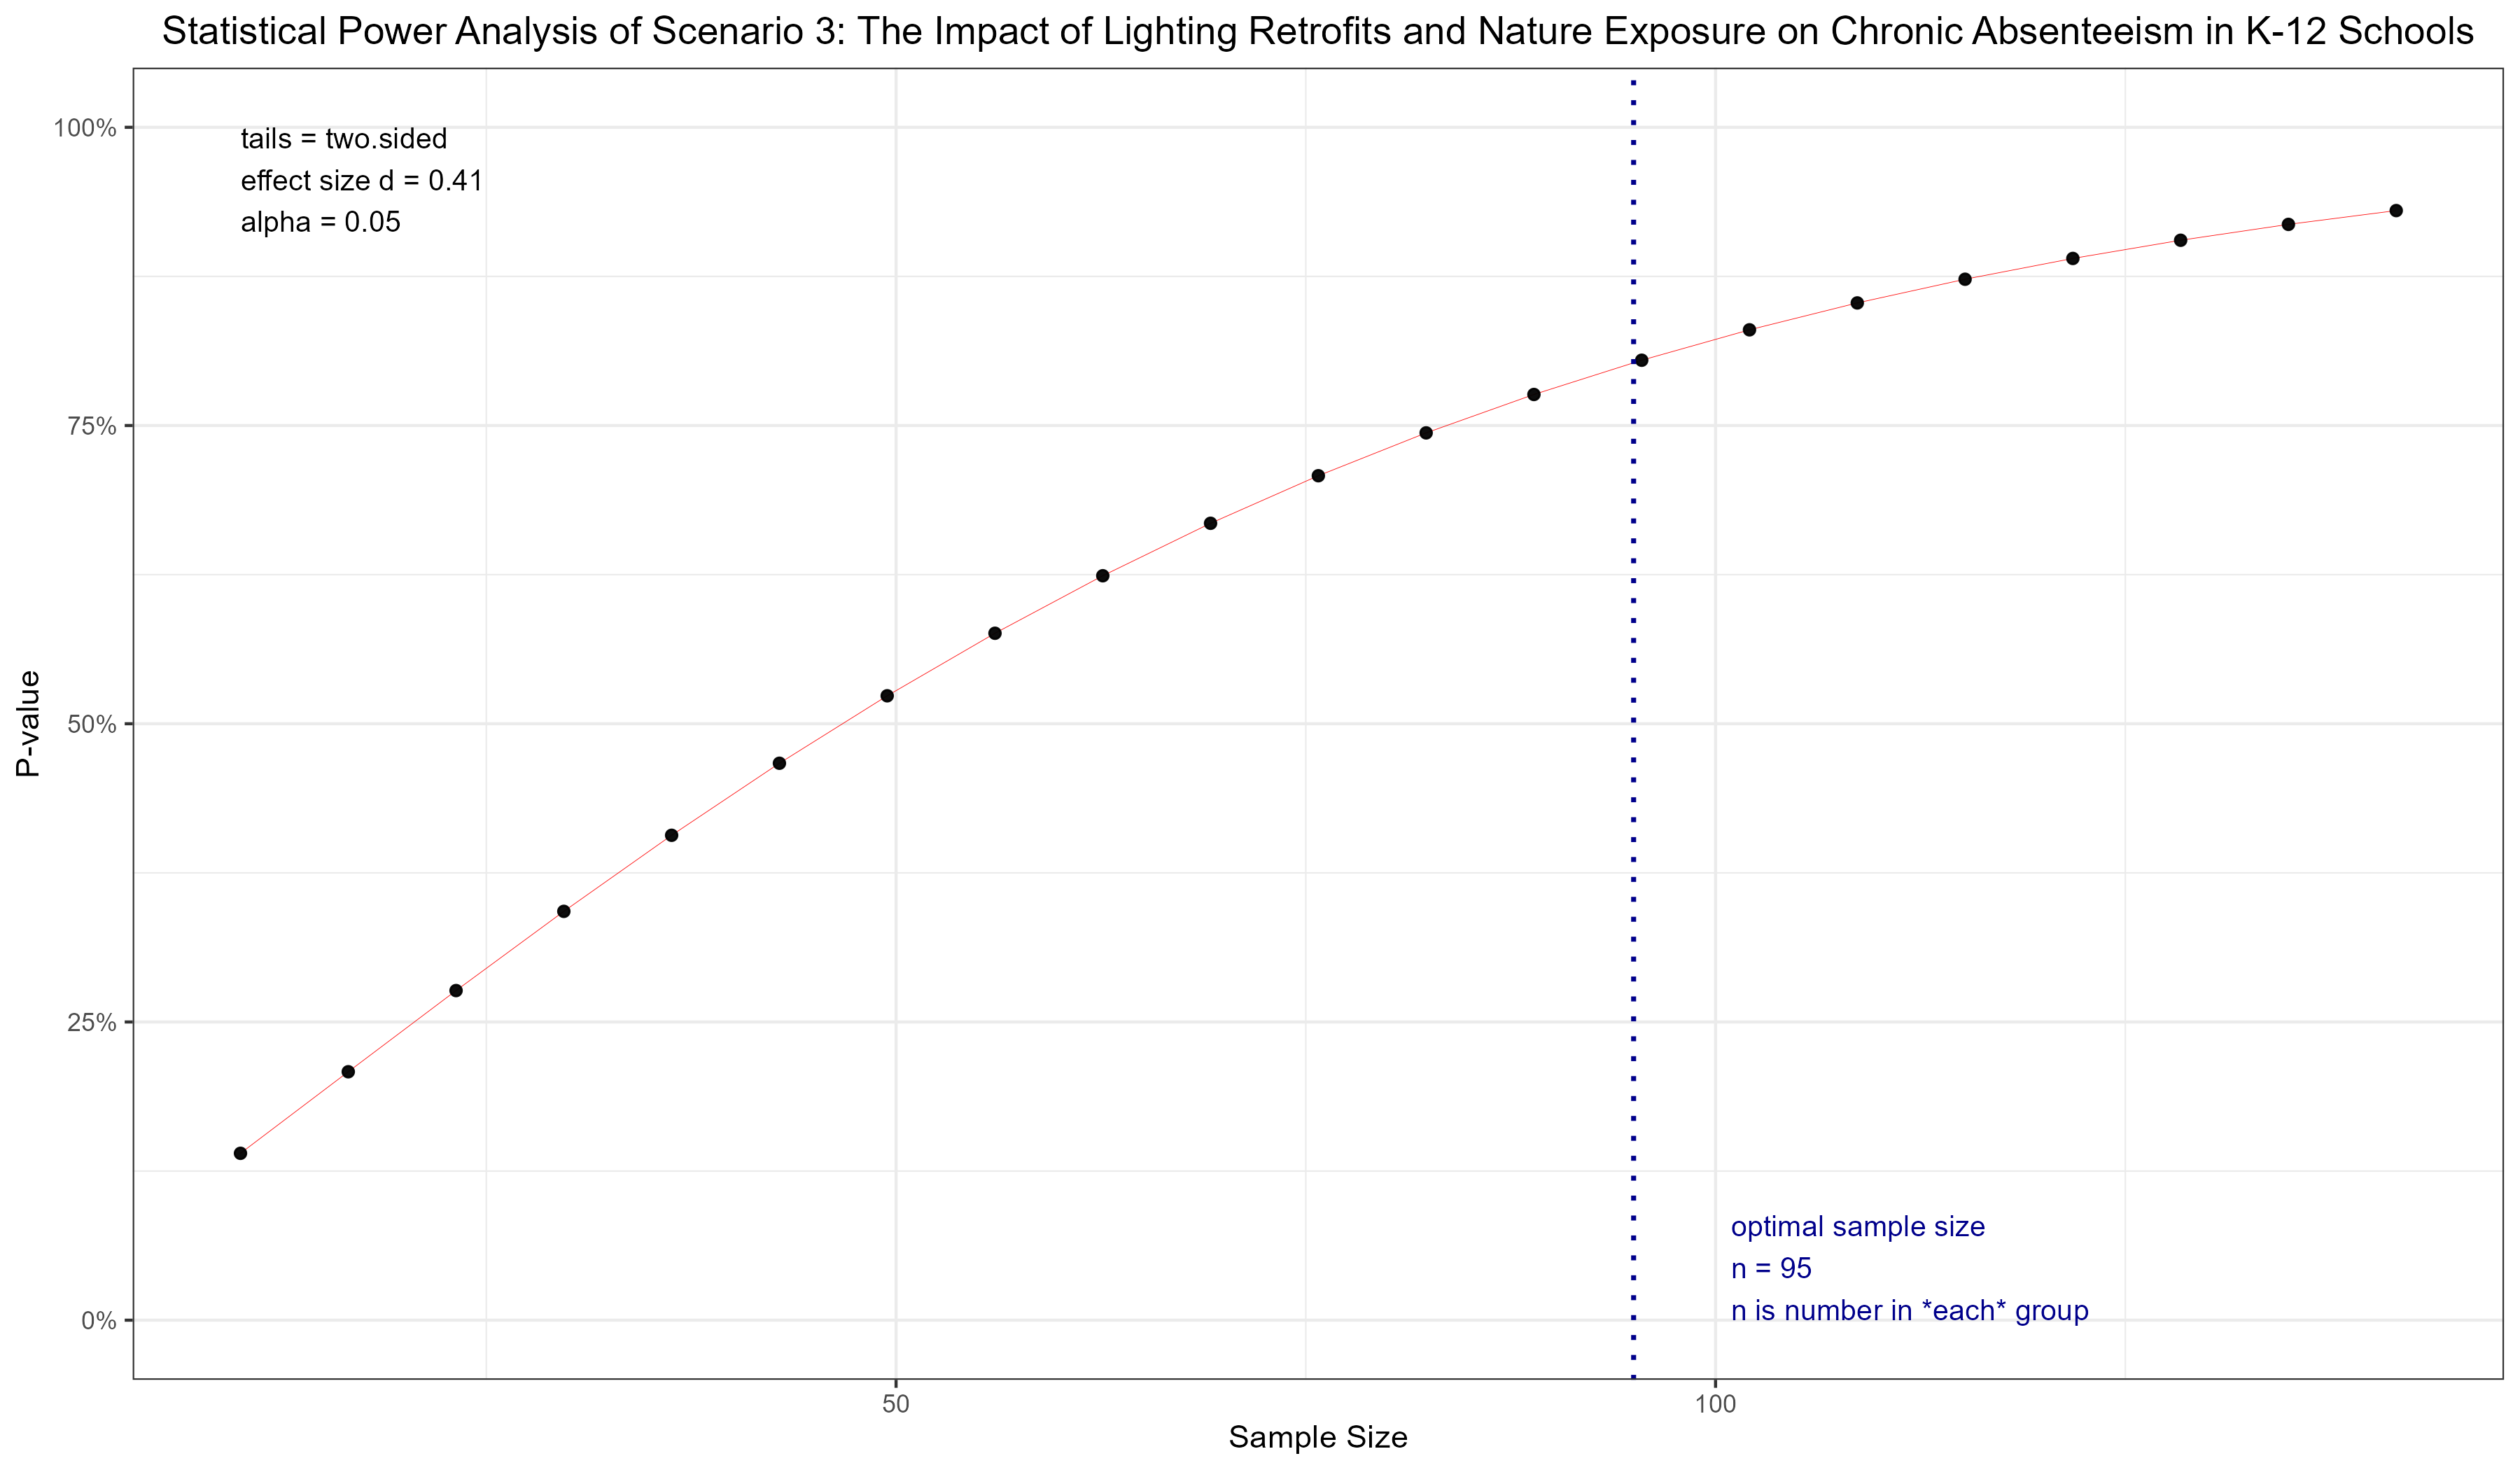 Statistical Power Analysis of Scenario 3: The Impact of Lighting Retrofits and Nature Exposure on Chronic Absenteeism in K-12 Schools
100%
tails = two.sided
effect size d = 0.41
alpha = 0.05
75%
P-value
50%
25%
optimal sample size
n = 95
n is number in *each* group
0%
50
100
Sample Size